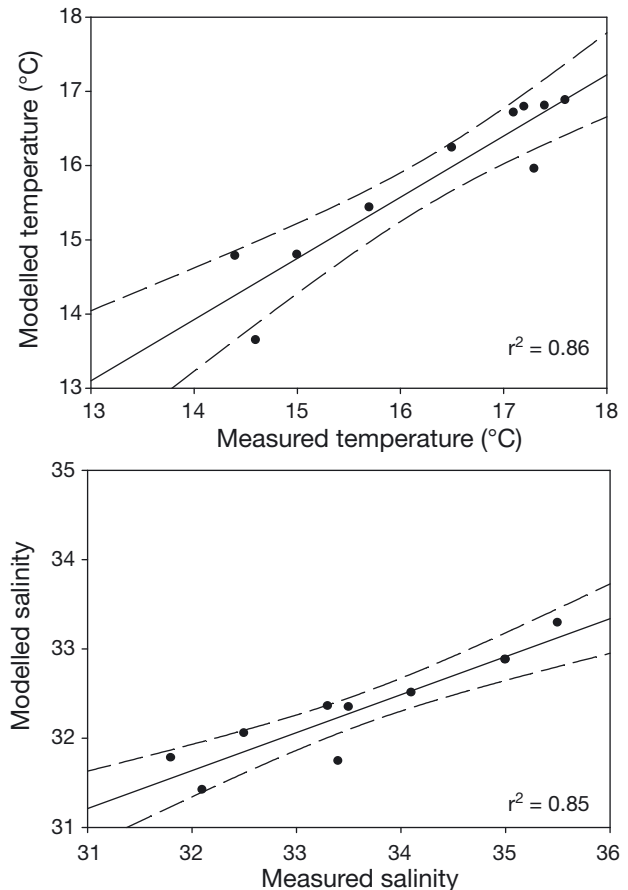 18
17
16
15
14
13
Modelled temperature (°C)
r² = 0.86
13 14 15 16 17 18
Measured temperature (°C)
35
34
33
32
31
Modelled salinity
r² = 0.85
31 32 33 34 35 36
Measured salinity